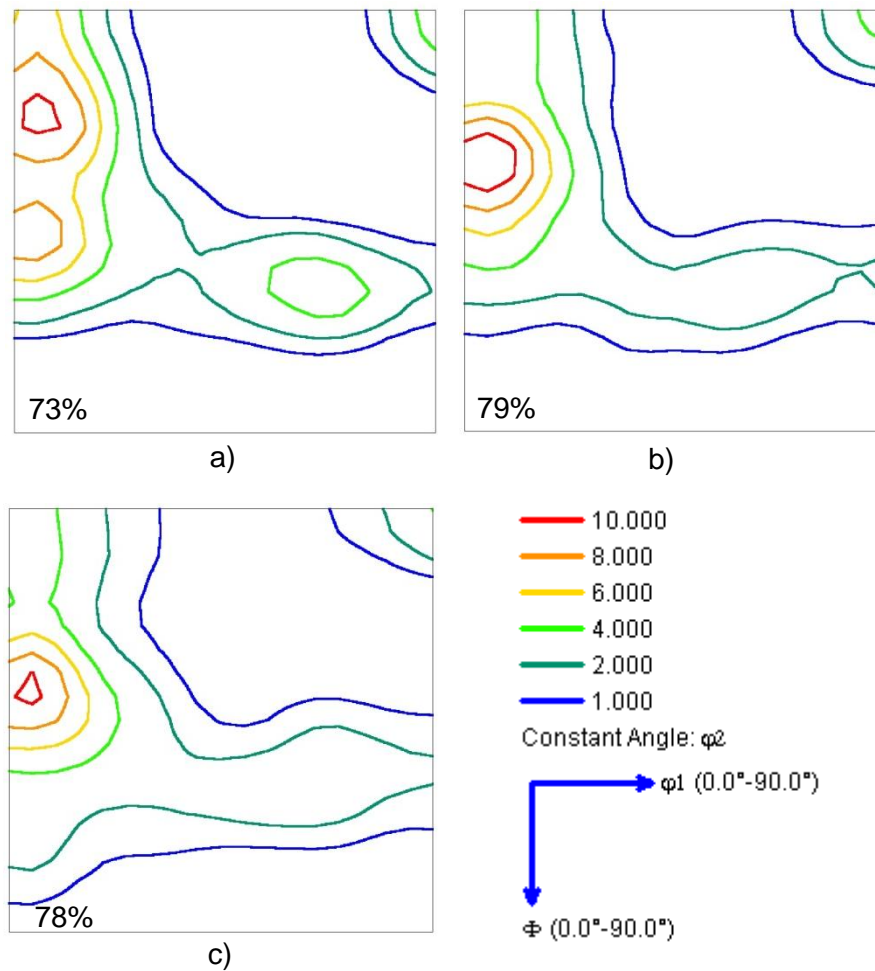 73%
a)
79%
b)
78%
c)
10.000
8.000
6.000
4.000
2.000
1.000
Constant Angle: φ2
φ1 (0.0°-90.0°)
Φ (0.0°-90.0°)